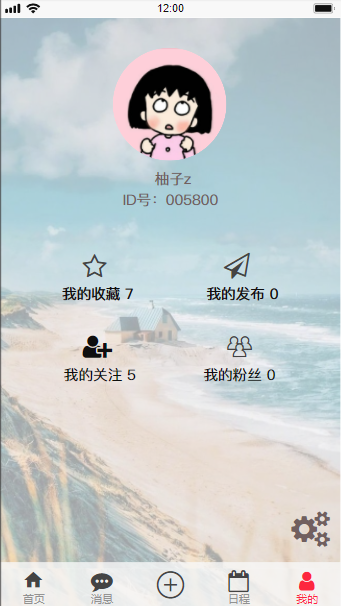 12:00
柚子z
ID号：005800
我的收藏 7 我的发布 0
我的关注 5 我的粉丝 0
首页 消息 日程 我的